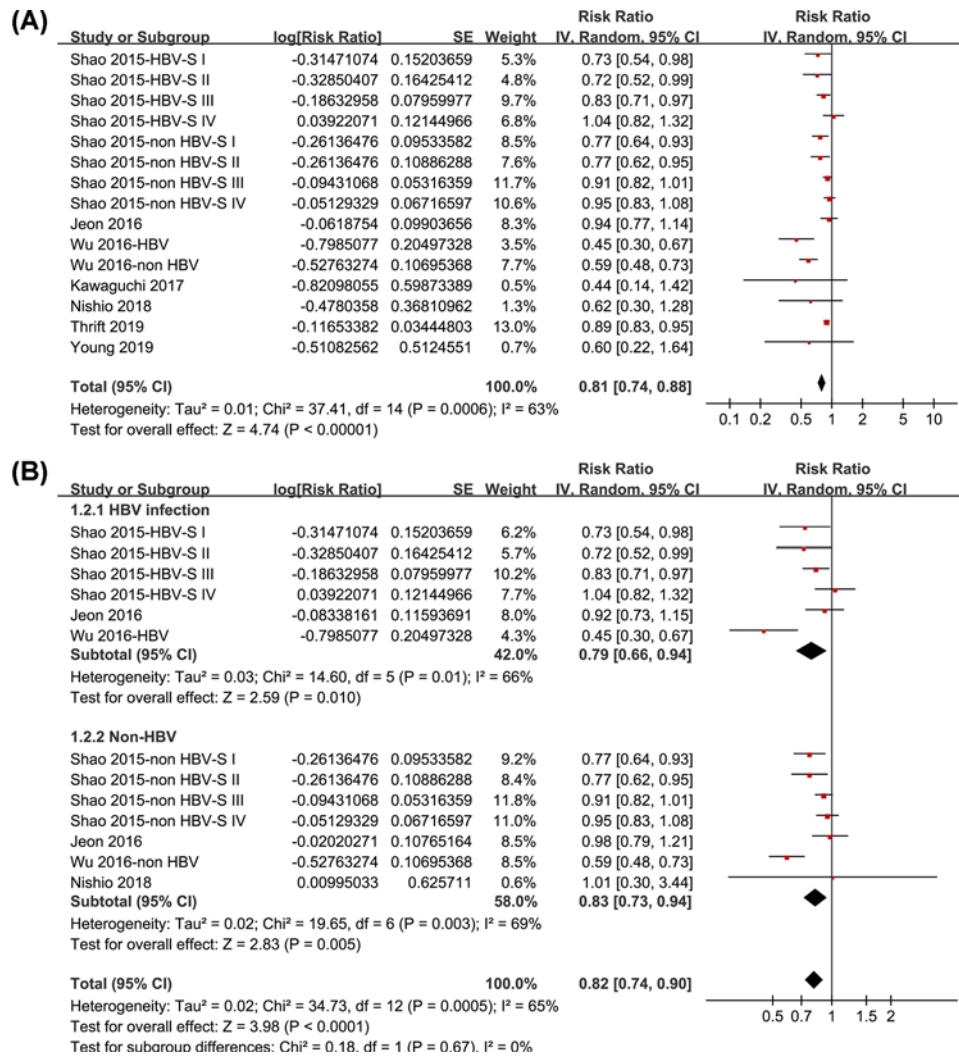 (A)
Risk Ratio Risk Ratio
Study or Subgroup log[Risk Ratio] SE Weight IV, Random, 95% CI IV, Random, 95% CI
Shao 2015-HBV-S I -0.31471074 0.15203659 5.3% 0.73 [0.54, 0.98]
Shao 2015-HBV-S II -0.32850407 0.16425412 4.8% 0.72 [0.52, 0.99]
Shao 2015-HBV-S III -0.18632958 0.07959977 9.7% 0.83 [0.71, 0.97]
Shao 2015-HBV-S IV 0.03922071 0.12144966 6.8% 1.04 [0.82, 1.32]
Shao 2015-non HBV-S I -0.26136476 0.09533582 8.5% 0.77 [0.64, 0.93]
Shao 2015-non HBV-S II -0.26136476 0.10886288 7.6% 0.77 [0.62, 0.95]
Shao 2015-non HBV-S III -0.09431068 0.05316359 11.7% 0.91 [0.82, 1.01]
Shao 2015-non HBV-S IV -0.05129329 0.06716597 10.6% 0.95 [0.83, 1.08]
Jeon 2016 -0.0618754 0.09903656 8.3% 0.94 [0.77, 1.14]
Wu 2016-HBV -0.7985077 0.20497328 3.5% 0.45 [0.30, 0.67]
Wu 2016-non HBV -0.52763274 0.10695368 7.7% 0.59 [0.48, 0.73]
Kawaguchi 2017 -0.82098055 0.59873389 0.5% 0.44 [0.14, 1.42]
Nishio 2018 -0.4780358 0.36810962 1.3% 0.62 [0.30, 1.28]
Thrift 2019 -0.11653382 0.03444803 13.0% 0.89 [0.83, 0.95]
Young 2019 -0.51082562 0.5124551 0.7% 0.60 [0.22, 1.64]
Total (95% CI) 100.0% 0.81 [0.74, 0.88]
Heterogeneity: Tau² = 0.01; Chi² = 37.41, df = 14 (P = 0.0006); I² = 63%
Test for overall effect: Z = 4.74 (P < 0.00001)
0.1 0.2 0.5 1 2 5 10
(B)
Risk Ratio Risk Ratio
Study or Subgroup log[Risk Ratio] SE Weight IV, Random, 95% CI IV, Random, 95% CI
1.2.1 HBV infection
Shao 2015-HBV-S I -0.31471074 0.15203659 6.2% 0.73 [0.54, 0.98]
Shao 2015-HBV-S II -0.32850407 0.16425412 5.7% 0.72 [0.52, 0.99]
Shao 2015-HBV-S III -0.18632958 0.07959977 10.2% 0.83 [0.71, 0.97]
Shao 2015-HBV-S IV 0.03922071 0.12144966 7.7% 1.04 [0.82, 1.32]
Jeon 2016 -0.08338161 0.11593691 8.0% 0.92 [0.73, 1.15]
Wu 2016-HBV -0.7985077 0.20497328 4.3% 0.45 [0.30, 0.67]
Subtotal (95% CI) 42.0% 0.79 [0.66, 0.94]
Heterogeneity: Tau² = 0.03; Chi² = 14.60, df = 5 (P = 0.01); I² = 66%
Test for overall effect: Z = 2.59 (P = 0.010)
1.2.2 Non-HBV
Shao 2015-non HBV-S I -0.26136476 0.09533582 9.2% 0.77 [0.64, 0.93]
Shao 2015-non HBV-S II -0.26136476 0.10886288 8.4% 0.77 [0.62, 0.95]
Shao 2015-non HBV-S III -0.09431068 0.05316359 11.8% 0.91 [0.82, 1.01]
Shao 2015-non HBV-S IV -0.05129329 0.06716597 11.0% 0.95 [0.83, 1.08]
Jeon 2016 -0.02020271 0.10765164 8.5% 0.98 [0.79, 1.21]
Wu 2016-non HBV -0.52763274 0.10695368 8.5% 0.59 [0.48, 0.73]
Nishio 2018 0.00995033 0.625711 0.6% 1.01 [0.30, 3.44]
Subtotal (95% CI) 58.0% 0.83 [0.73, 0.94]
Heterogeneity: Tau² = 0.02; Chi² = 19.65, df = 6 (P = 0.003); I² = 69%
Test for overall effect: Z = 2.83 (P = 0.005)
Total (95% CI) 100.0% 0.82 [0.74, 0.90]
Heterogeneity: Tau² = 0.02; Chi² = 34.73, df = 12 (P = 0.0005); I² = 65%
Test for overall effect: Z = 3.98 (P < 0.0001)
Test for subgroup differences: Chi² = 0.18, df = 1 (P = 0.67), I² = 0%
0.5 0.7 1 1.5 2